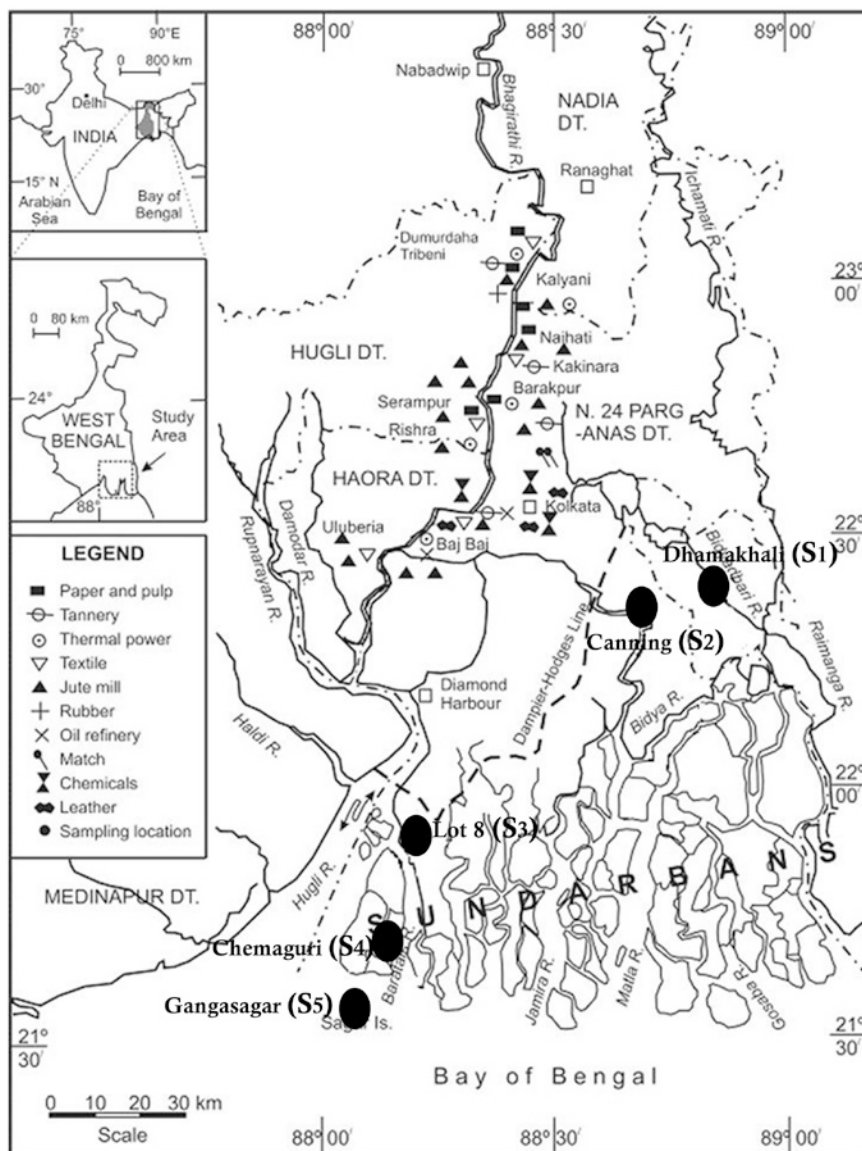 75°
90°E
0 800 km
30°
Delhi
INDIA
15° N
Arabian
Sea
Bay of
Bengal
0 80 km
24°
WEST
BENGAL
Study
Area
88°
LEGEND
Paper and pulp
Tannery
Thermal power
Textile
Jute mill
Rubber
Oil refinery
Match
Chemicals
Leather
Sampling location
88° 00′
88° 30′
89° 00′
Nabadwip
Bhagirathi R.
NADIA
DT.
Ranaghat
Ichamati R.
Dumurdaha
Tribeni
Kalyani
23°
00′
HUGLI DT.
Naihati
Kakinara
Barakpur
Serampur
Rishra
N. 24 PARG
-ANAS DT.
HAORA DT.
Kolkata
Uluberia
Baj Baj
22°
30′
Rupnarayan R.
Damodar R.
Dhamakhali (S1)
Canning (S2)
Dampier-Hodges Line
Raimanga R.
Diamond
Harbour
Bidya R.
Haldi R.
22°
00′
Lot 8 (S3)
Hugli R.
MEDINAPUR DT.
SUNDARBANS
Chemaguri (S4)
Gangasagar (S5)
Sagar Is.
Jamira R.
Matla R.
Gosaba R.
21°
30′
21°
30′
Bay of Bengal
0 10 20 30 km
Scale
88° 00′
88° 30′
89° 00′